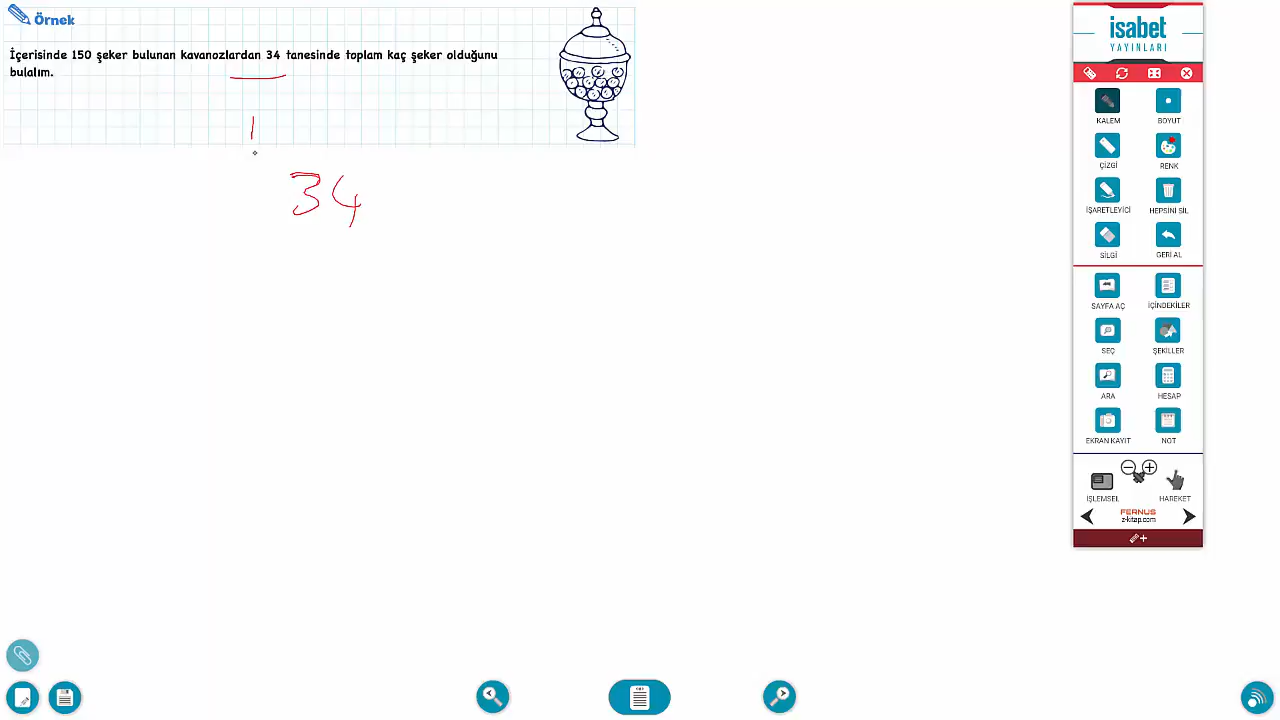 Örnek
İçerisinde 150 şeker bulunan kavanozlardan 34 tanesinde toplam kaç şeker olduğunu
bulalım.
1
34
isabet
YAYINLARI
KALEM BOYUT
ÇİZGİ RENK
İŞARETLEYİCİ HEPSİNİ SİL
SİLGİ GERİ AL
SAYFA AÇ İÇİNDEKİLER
SEÇ ŞEKİLLER
ARA HESAP
EKRAN KAYIT NOT
İŞLEMSEL HAREKET
FERNUS
z-kitap.com